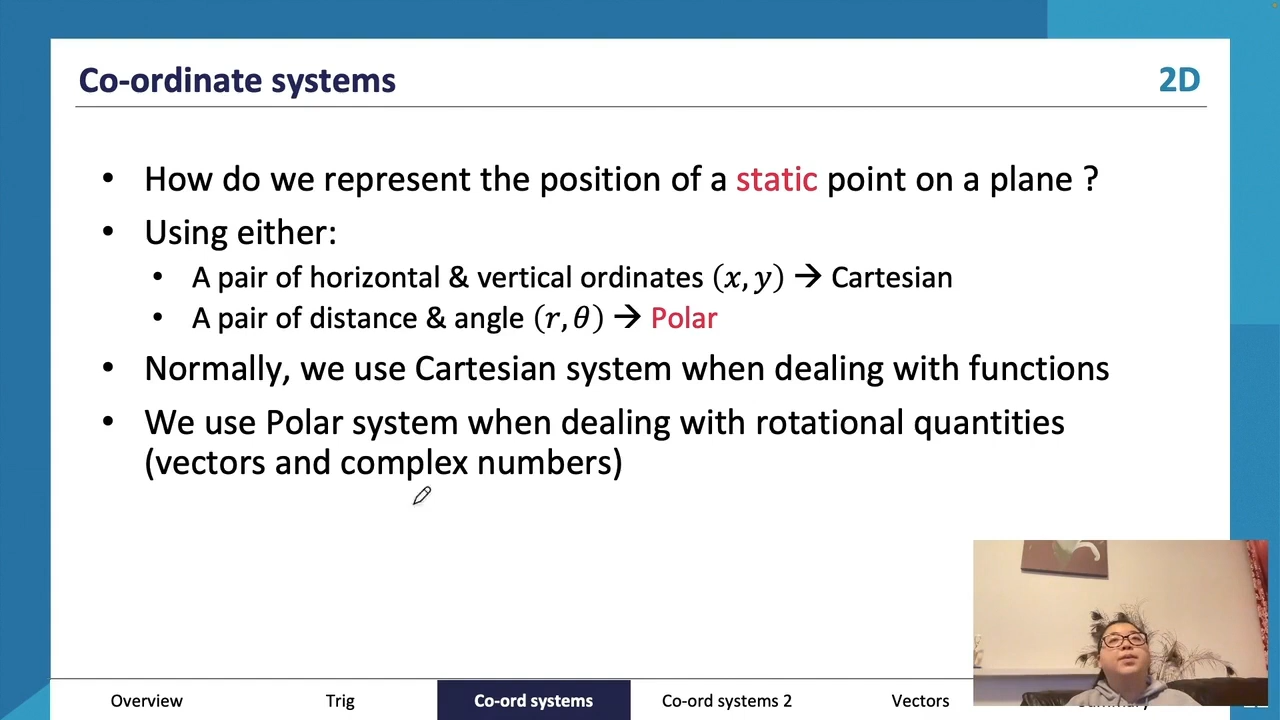 Co-ordinate systems
2D
• How do we represent the position of a static point on a plane ?
• Using either:
• A pair of horizontal & vertical ordinates (x, y) → Cartesian
• A pair of distance & angle (r, θ) → Polar
• Normally, we use Cartesian system when dealing with functions
• We use Polar system when dealing with rotational quantities
(vectors and complex numbers)
Overview Trig Co-ord systems Co-ord systems 2 Vectors